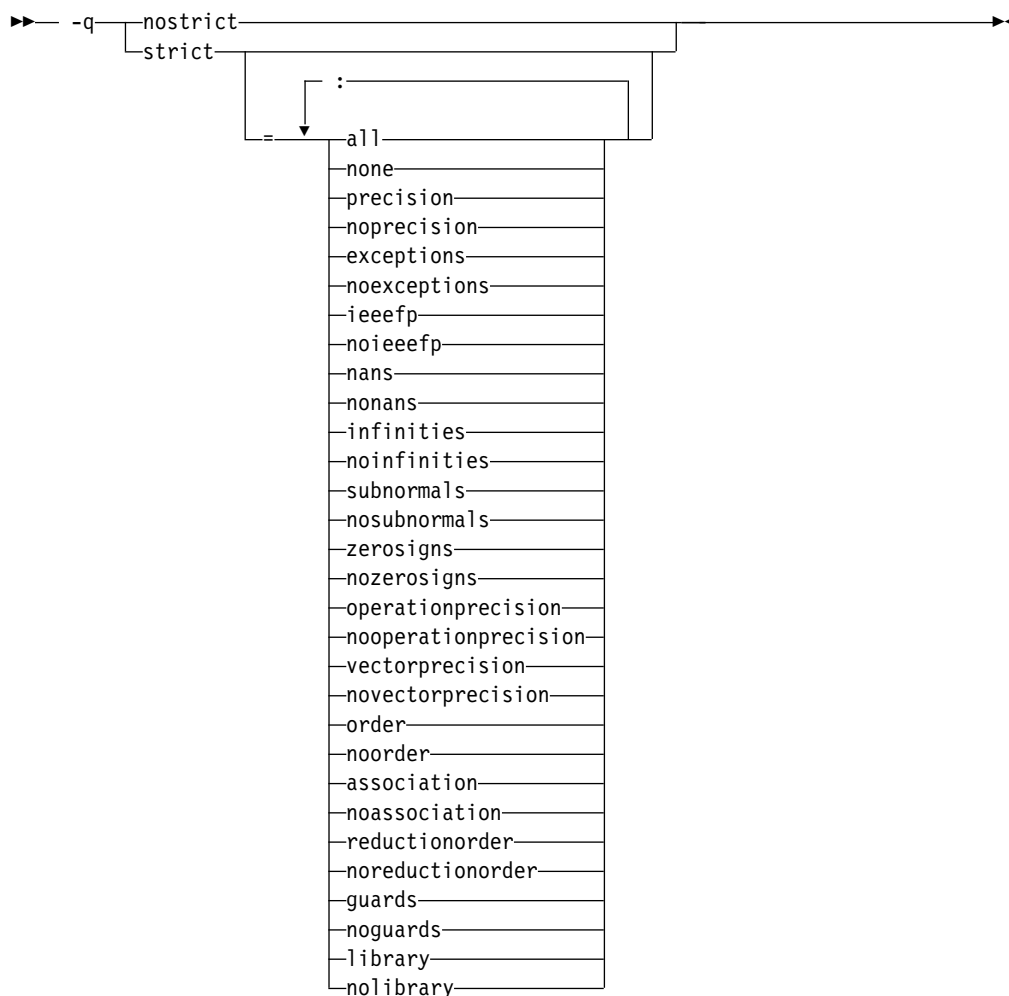 -q nostrict
strict
:
= all
none
precision
noprecision
exceptions
noexceptions
ieeefp
noieeefp
nans
nonans
infinities
noinfinities
subnormals
nosubnormals
zerosigns
nozerosigns
operationprecision
nooperationprecision
vectorprecision
novectorprecision
order
noorder
association
noassociation
reductionorder
noreductionorder
guards
noguards
library
nolibrary